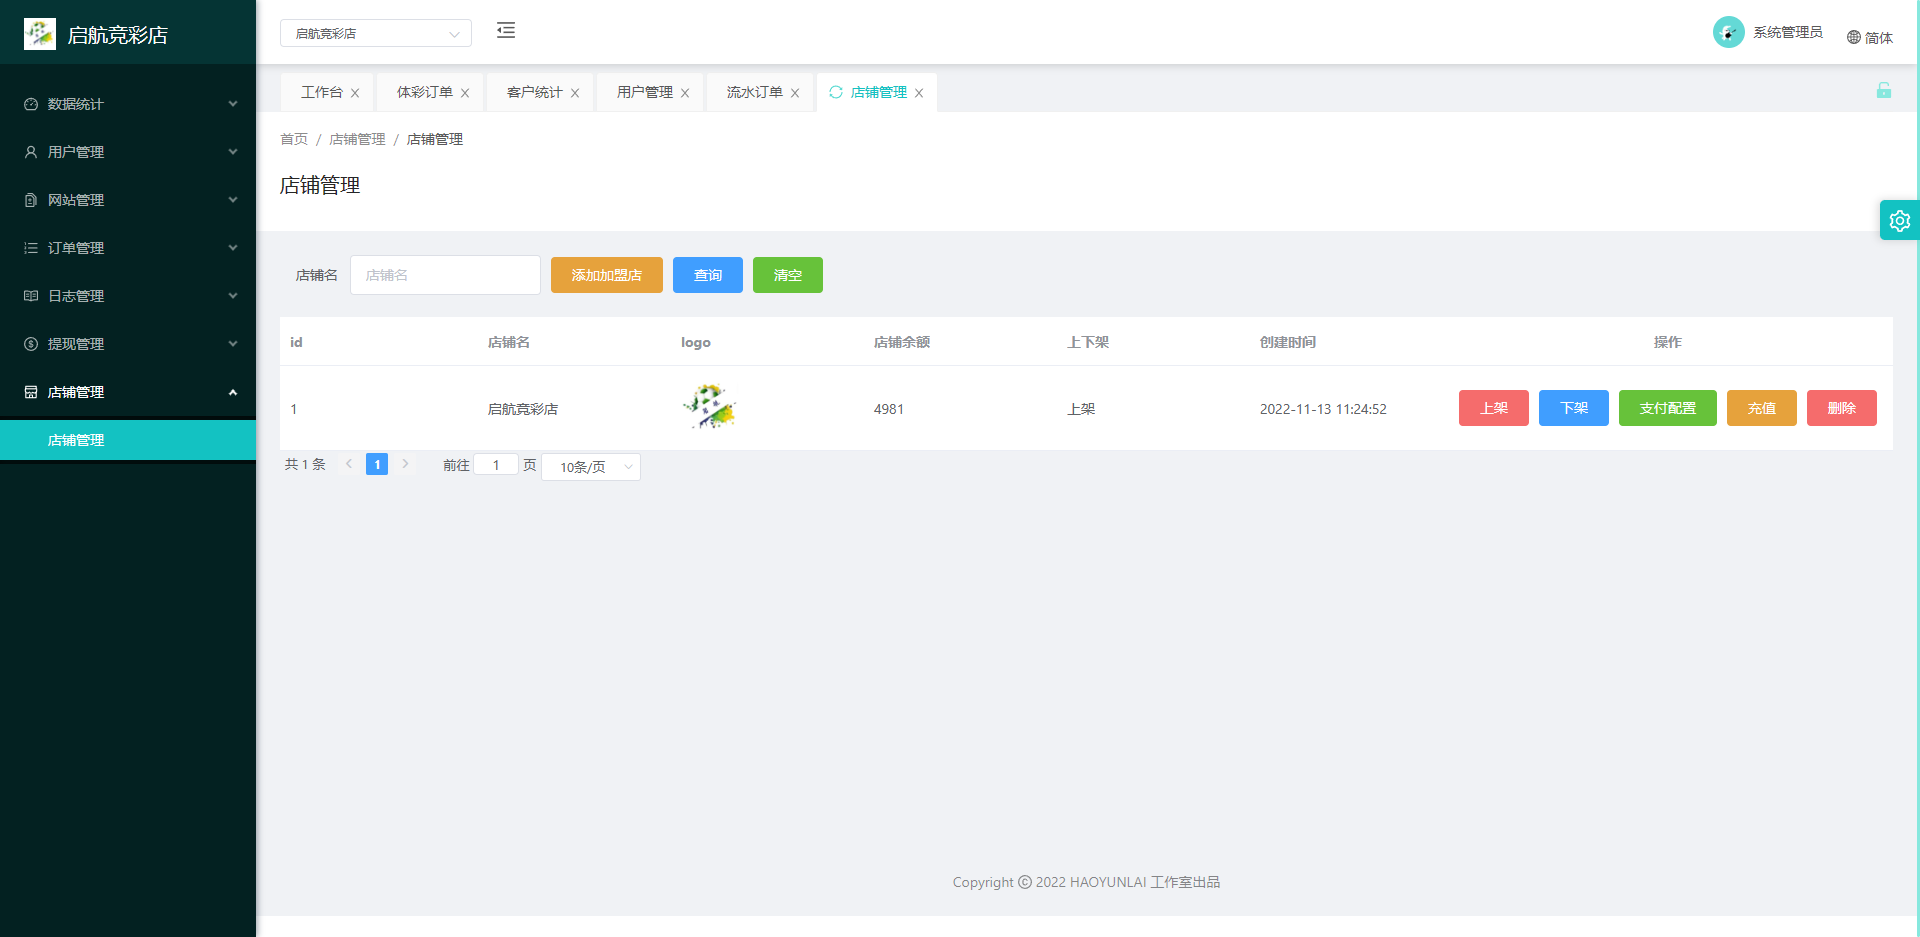 启航竞彩店
数据统计
用户管理
网站管理
订单管理
日志管理
提现管理
店铺管理
店铺管理
启航竞彩店
系统管理员
简体
工作台
体彩订单
客户统计
用户管理
流水订单
店铺管理
首页 / 店铺管理 / 店铺管理
店铺管理
店铺名 店铺名 添加加盟店 查询 清空
id 店铺名 logo 店铺余额 上下架 创建时间 操作
1 启航竞彩店 4981 上架 2022-11-13 11:24:52 上架 下架 支付配置 充值 删除
共 1 条 1 前往 1 页 10条/页
Copyright © 2022 HAOYUNLAI 工作室出品